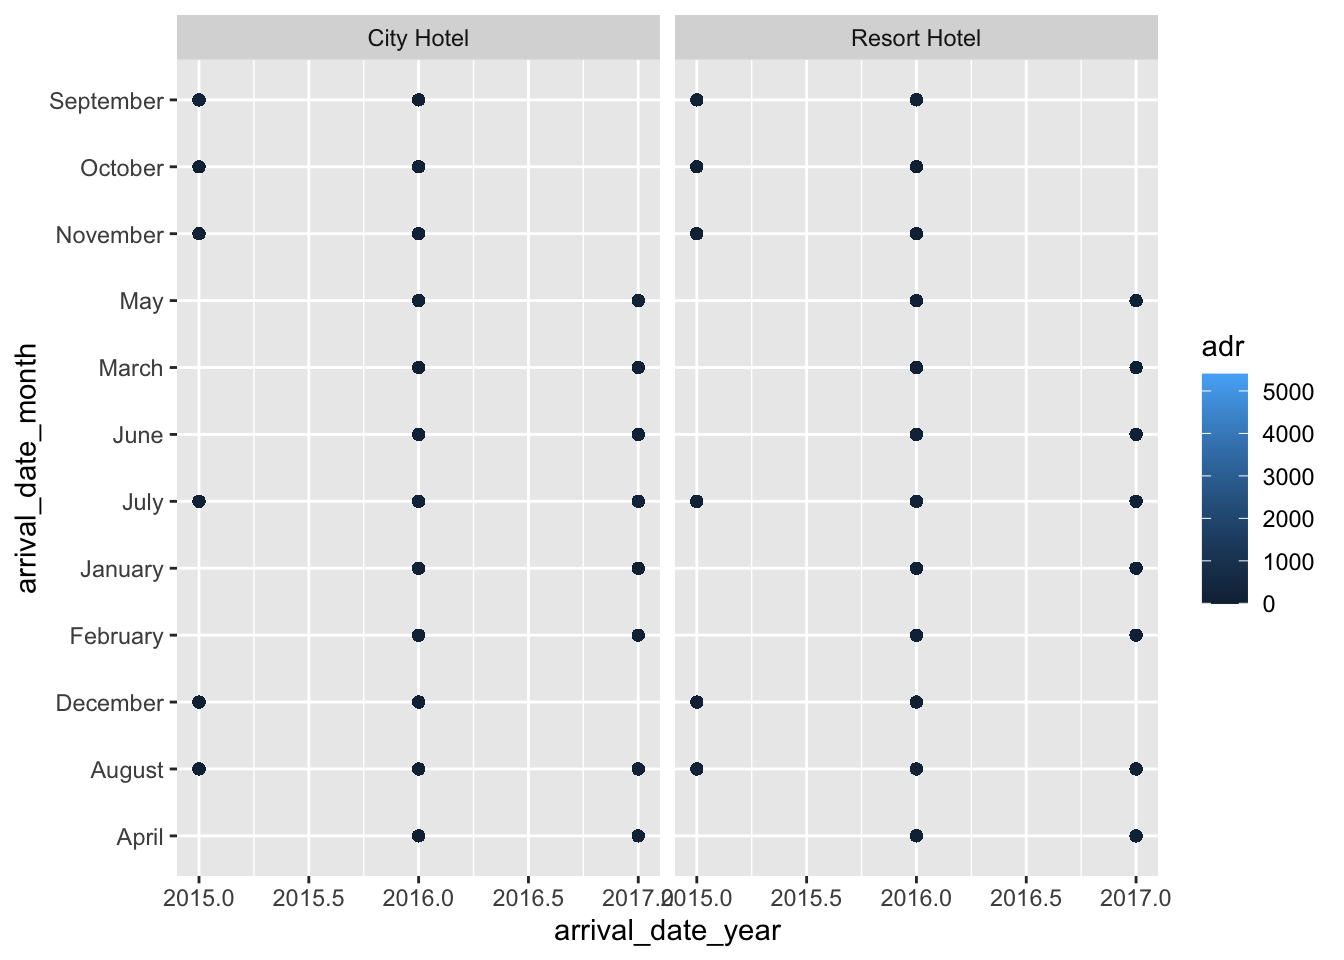 City Hotel
Resort Hotel
September
October
November
May
March
June
July
January
February
December
August
April
arrival_date_month
2015.0 2015.5 2016.0 2016.5 2017.0
2015.0 2015.5 2016.0 2016.5 2017.0
arrival_date_year
adr
5000
4000
3000
2000
1000
0